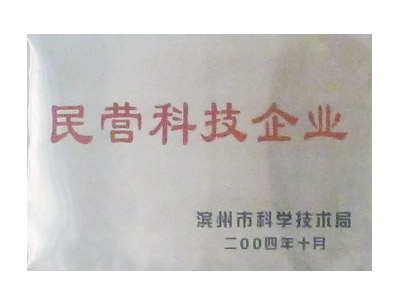 民营科技企业
滨州市科学技术局
二00四年十月